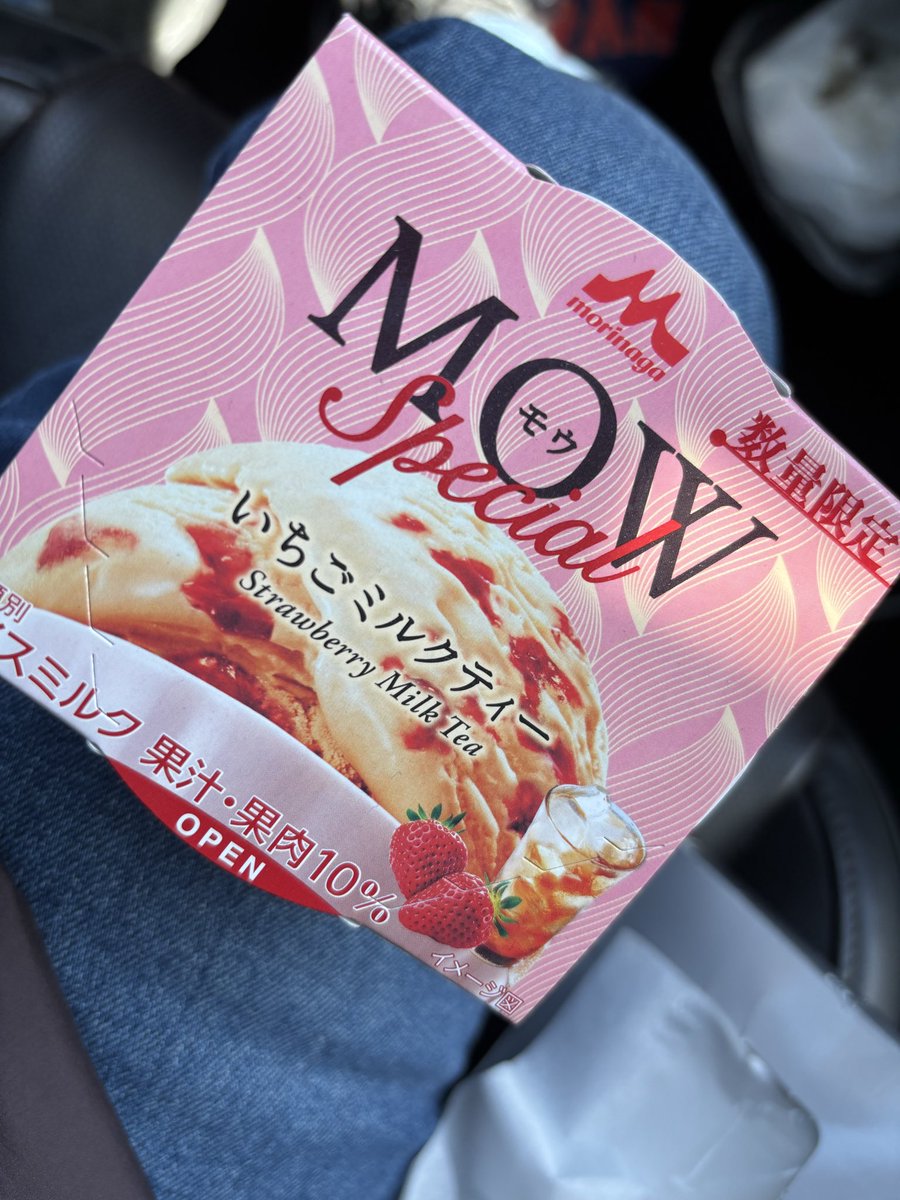 morinaga
MOW
モウ
Special
数量限定
いちごミルクティー
Strawberry Milk Tea
別
スミルク 果汁・果肉10%
OPEN
イメージ図